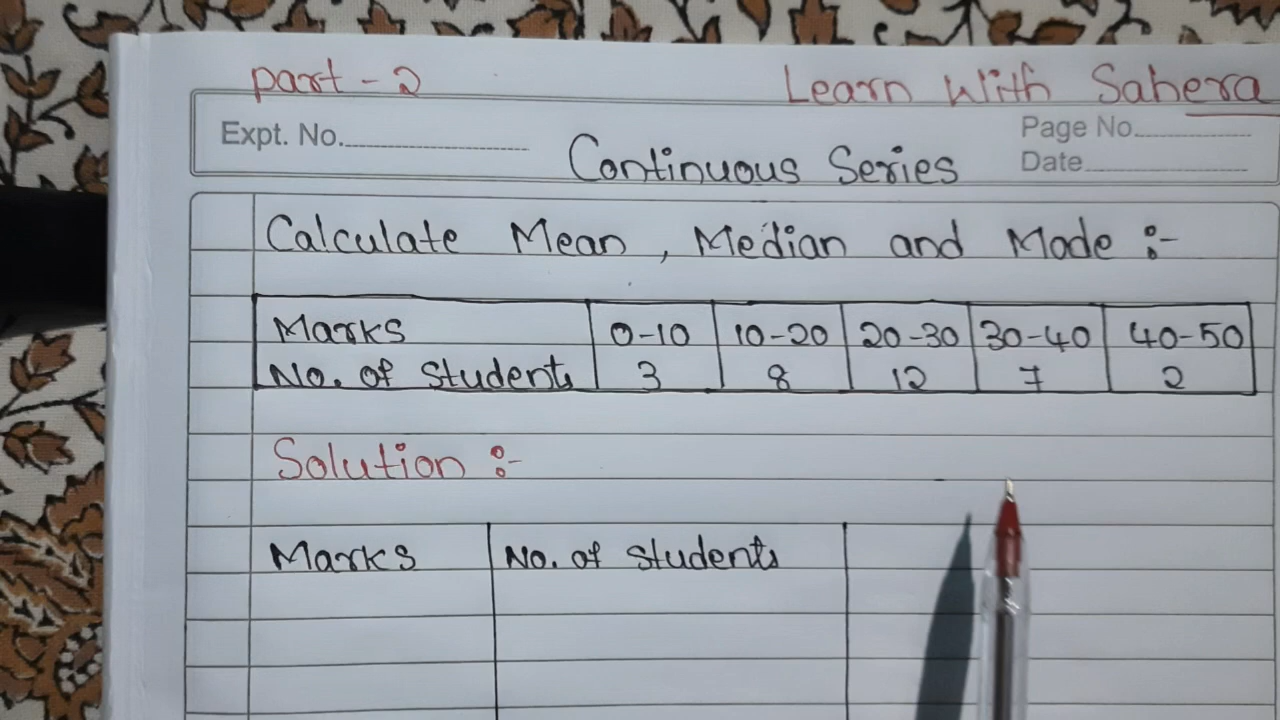 part - 2 Learn With Sahera
Expt. No. Page No.
Continuous Series Date
Calculate Mean, Median and Mode :-
Marks 0-10 10-20 20-30 30-40 40-50
No. of students 3 8 12 7 2
Solution :-
Marks No. of students